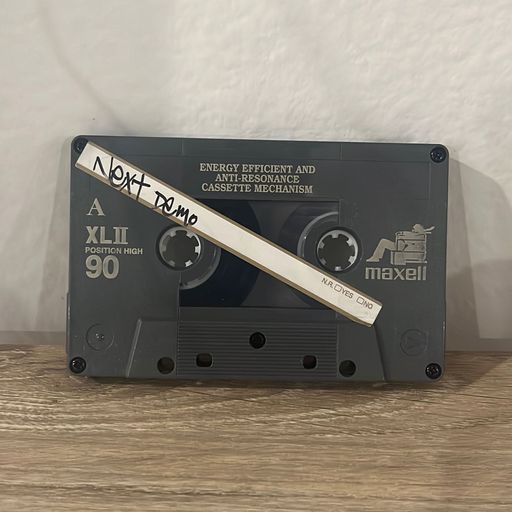 Next Demo
ENERGY EFFICIENT AND
ANTI-RESONANCE
CASSETTE MECHANISM
A
XLII
POSITION HIGH
90
maxell
N.R. □YES □NO